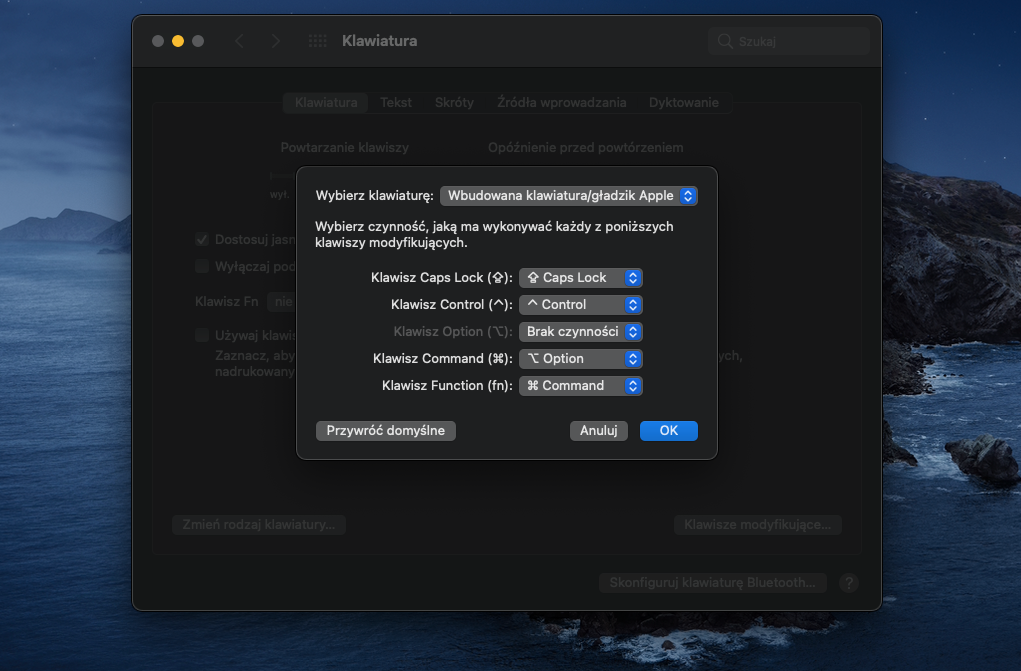 Klawiatura
Szukaj
Klawiatura Tekst Skróty Źródła wprowadzania Dyktowanie
Powtarzanie klawiszy Opóźnienie przed powtórzeniem
wył.
Wybierz klawiaturę: Wbudowana klawiatura/gładzik Apple
Wybierz czynność, jaką ma wykonywać każdy z poniższych
klawiszy modyfikujących.
Klawisz Caps Lock (⇪): ⇪ Caps Lock
Klawisz Control (^): ^ Control
Klawisz Option (⌥): Brak czynności
Klawisz Command (⌘): ⌥ Option
Klawisz Function (fn): ⌘ Command
Przywróć domyślne Anuluj OK
Dostosuj jasn
Wyłączaj pod
Klawisz Fn nie
Używaj klawi
Zaznacz, aby ych,
nadrukowany
Zmień rodzaj klawiatury... Klawisze modyfikujące...
Skonfiguruj klawiaturę Bluetooth... ?